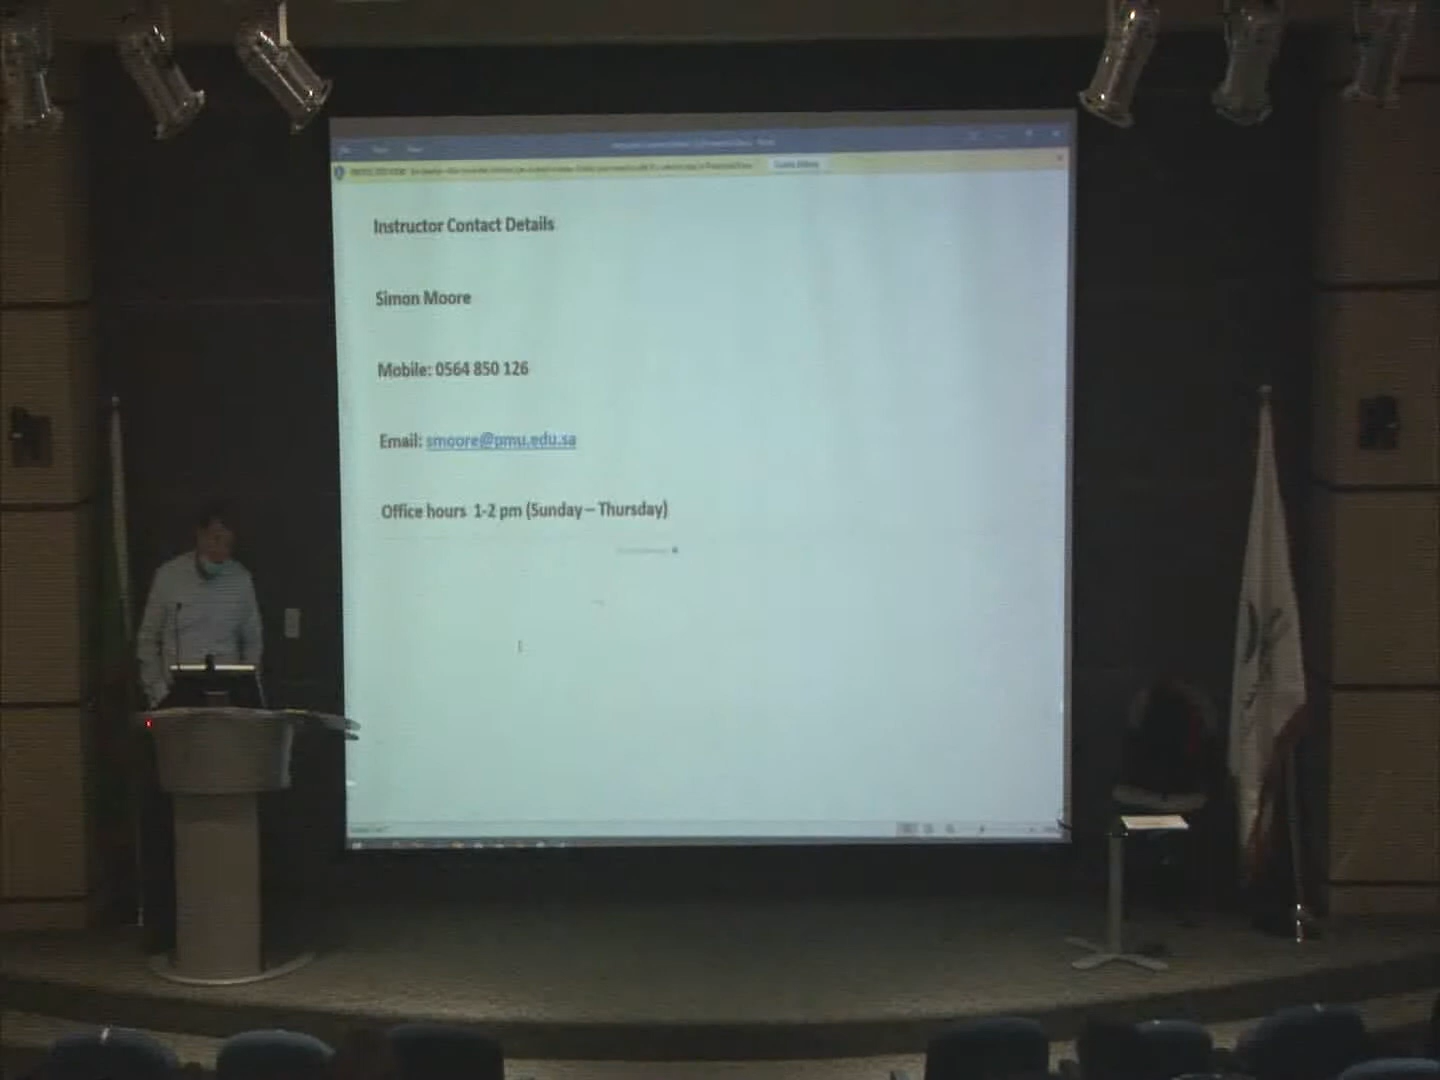 Instructor Contact Details
Simon Moore
Mobile: 0564 850 126
Email: smoore@pmu.edu.sa
Office hours 1-2 pm (Sunday – Thursday)